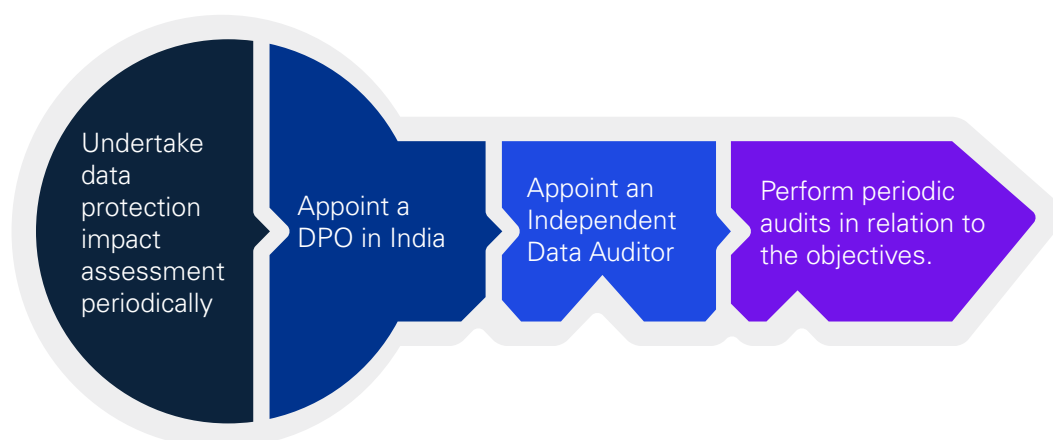 Undertake
data
protection
impact
assessment
periodically
Appoint a
DPO in India
Appoint an
Independent
Data Auditor
Perform periodic
audits in relation to
the objectives.